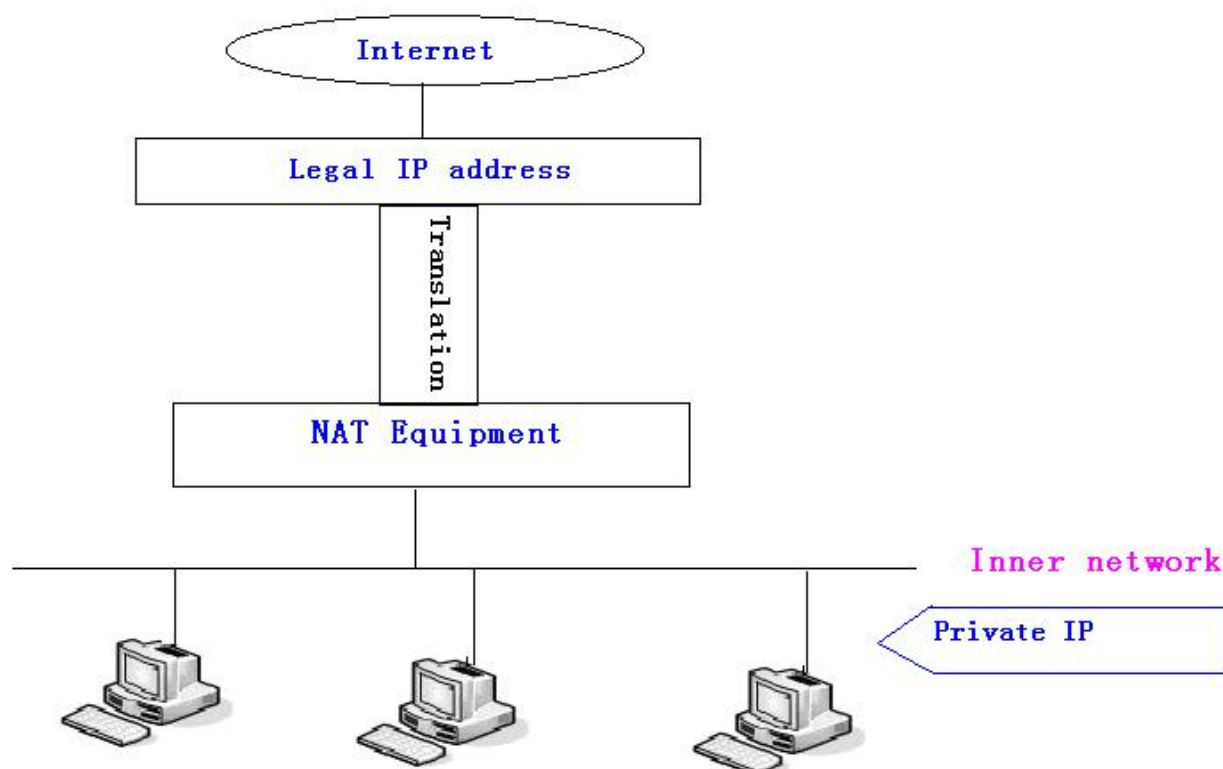 Internet
Legal IP address
Translation
NAT Equipment
Inner network
Private IP